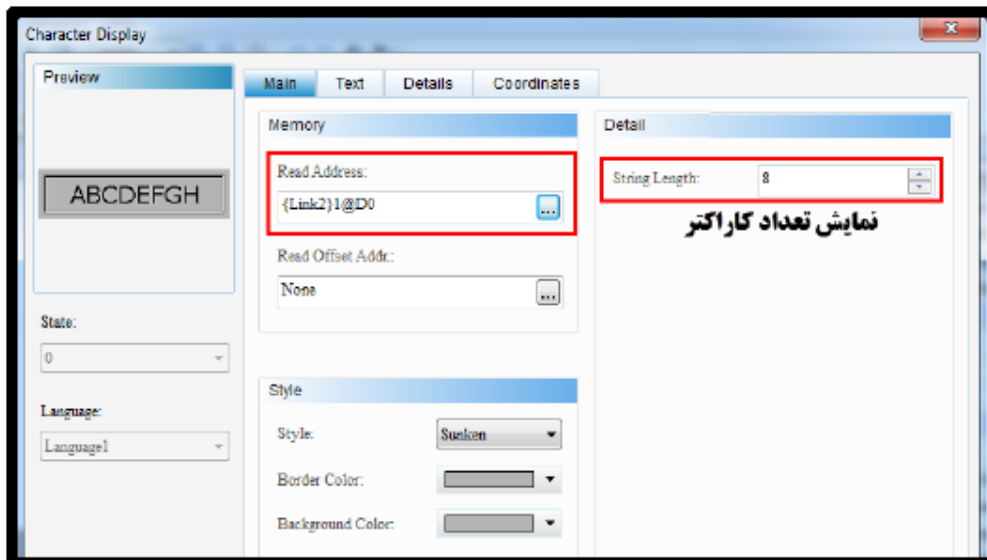 Character Display
Preview
ABCDEFGH
State:
0
Language:
Language1
Main
Text
Details
Coordinates
Memory
Read Address:
{Link2}1@D0
...
Read Offset Addr.:
None
...
Style
Style:
Sunken
Border Color:
Background Color:
Detail
String Length:
8
نمایش تعداد کاراکتر